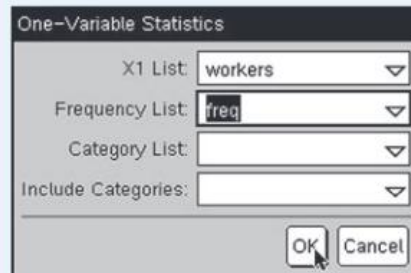 One-Variable Statistics
X1 List: workers
Frequency List: freq
Category List:
Include Categories:
OK Cancel